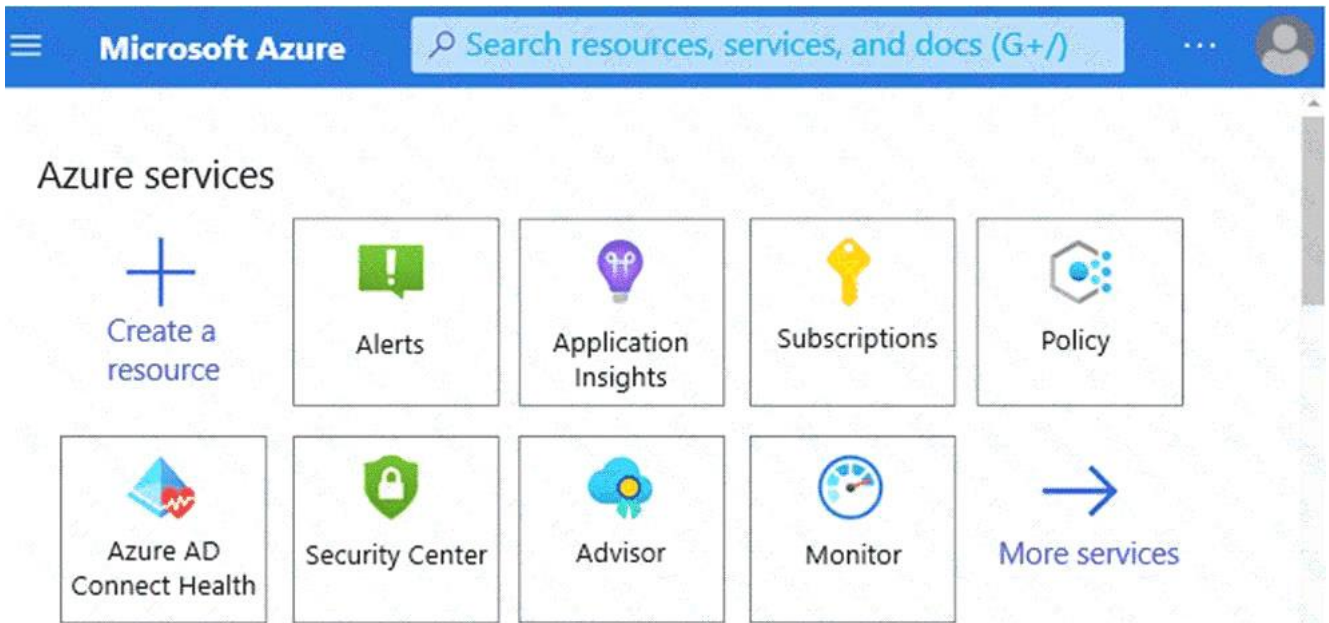 Microsoft Azure
Search resources, services, and docs (G+/)
Azure services
Create a
resource
Alerts
Application
Insights
Subscriptions
Policy
Azure AD
Connect Health
Security Center
Advisor
Monitor
More services